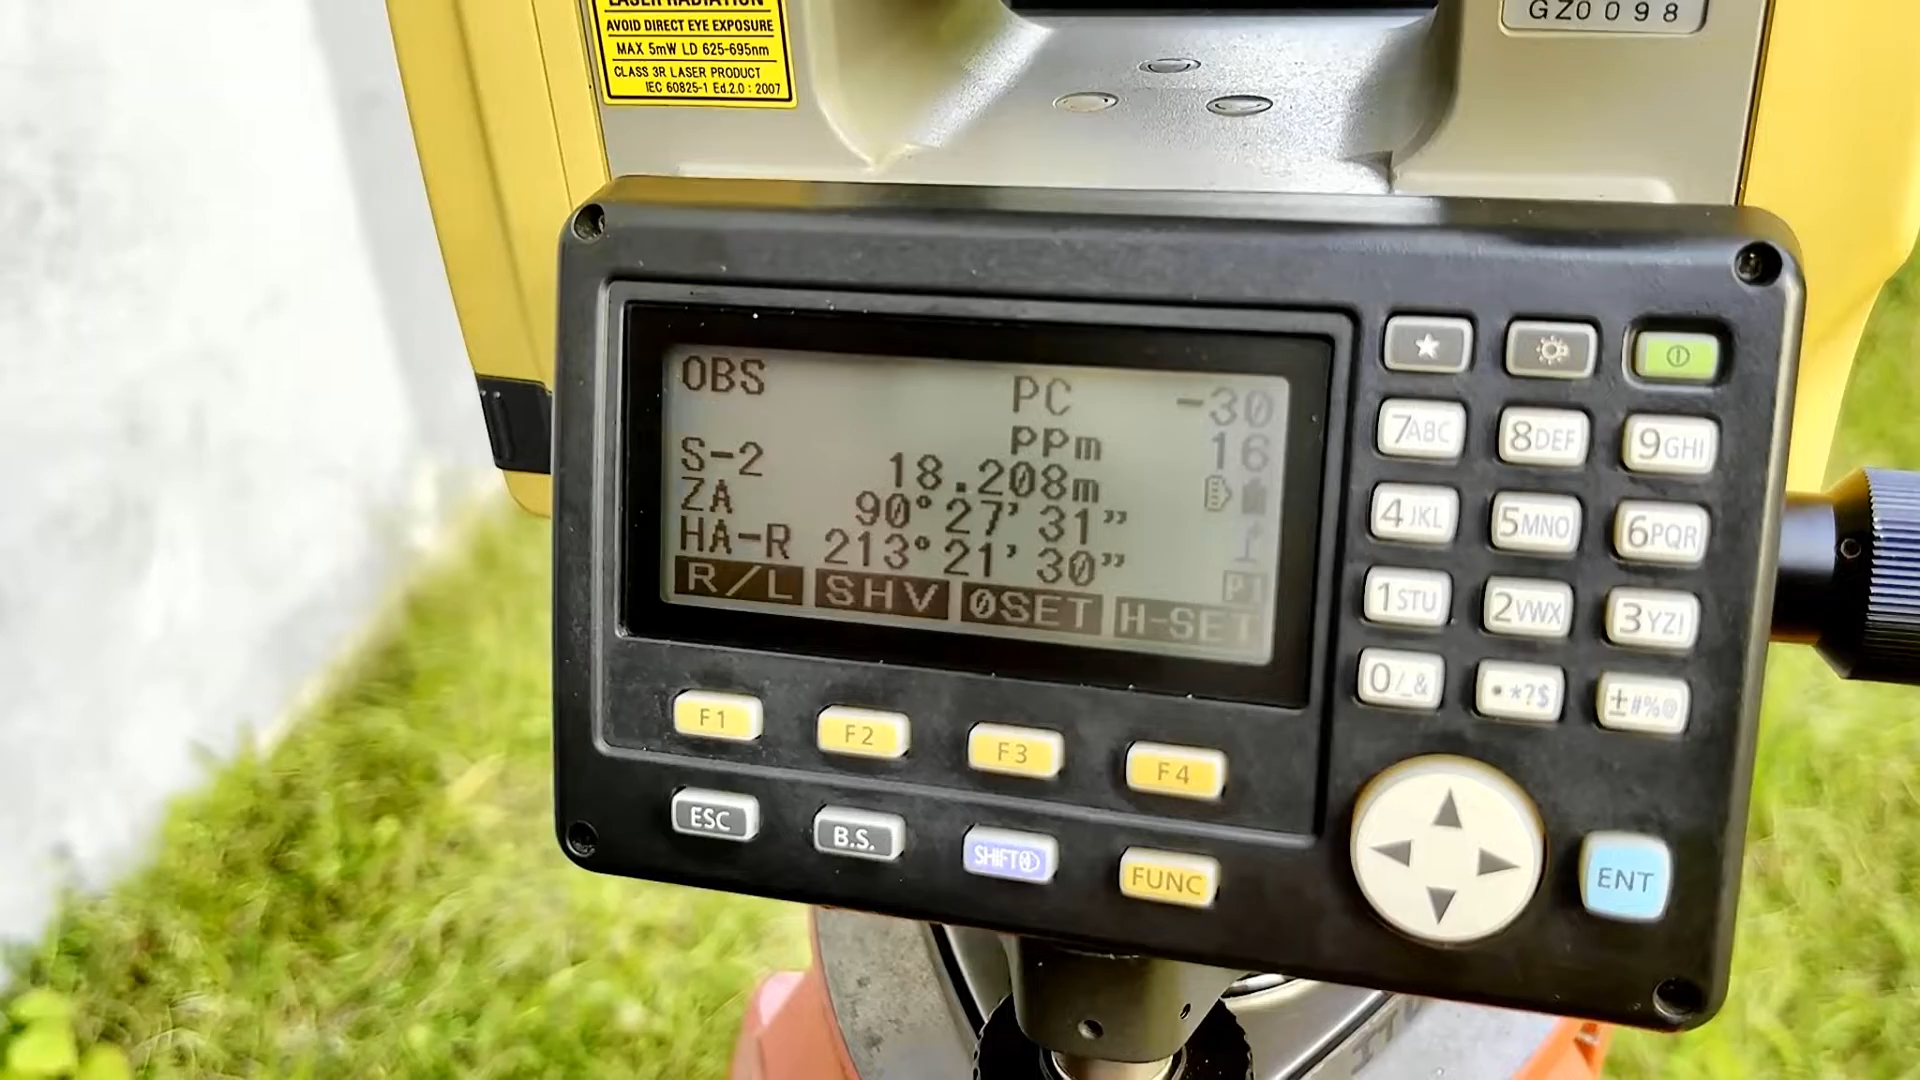 LASER RADIATION
AVOID DIRECT EYE EXPOSURE
MAX 5mW LD 625-695nm
CLASS 3R LASER PRODUCT
IEC 60825-1 Ed.2.0 : 2007
GZ0098
OBS PC -30
ppm 16
S-2 18.208m
ZA 90°27'31"
HA-R 213°21'30"
P1
R/L SHV 0SET H-SET
7ABC 8DEF 9GHI
4JKL 5MNO 6PQR
1STU 2VWX 3YZ!
0/_& •*?$ ±#%@
F1 F2 F3 F4
ESC B.S. SHIFT FUNC
ENT